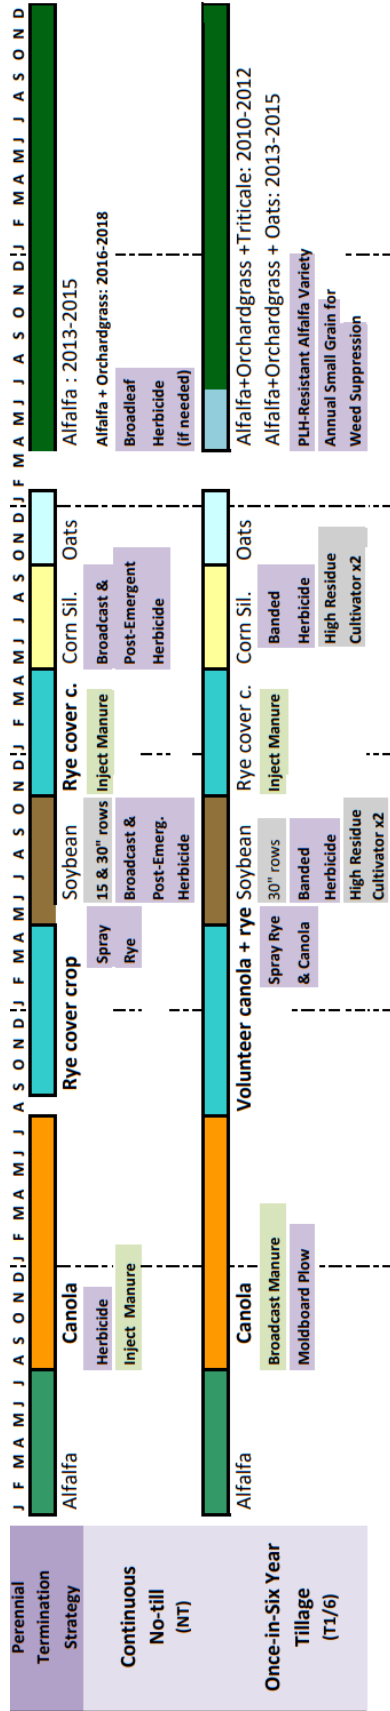 Perennial
Termination
Strategy
J F M A M J J A S O N D J F M A M J J A S O N D J F M A M J J A S O N D J F M A M J J A S O N D J F M A M J J A S O N D J F M A M J J A S O N D
Continuous
No-till
(NT)
Alfalfa
Canola
Herbicide
Inject Manure
Rye cover crop
Spray
Rye
Soybean
15 & 30" rows
Broadcast &
Post-Emerg.
Herbicide
Rye cover c.
Inject Manure
Corn Sil.
Broadcast &
Post-Emergent
Herbicide
Oats
Alfalfa : 2013-2015
Alfalfa + Orchardgrass: 2016-2018
Broadleaf
Herbicide
(if needed)
Once-in-Six Year
Tillage
(T1/6)
Alfalfa
Canola
Broadcast Manure
Moldboard Plow
Volunteer canola + rye
Spray Rye
& Canola
Soybean
30" rows
Banded
Herbicide
High Residue
Cultivator x2
Rye cover c.
Inject Manure
Corn Sil.
Banded
Herbicide
High Residue
Cultivator x2
Oats
Alfalfa+Orchardgrass +Triticale: 2010-2012
Alfalfa+Orchardgrass + Oats: 2013-2015
PLH-Resistant Alfalfa Variety
Annual Small Grain for
Weed Suppression